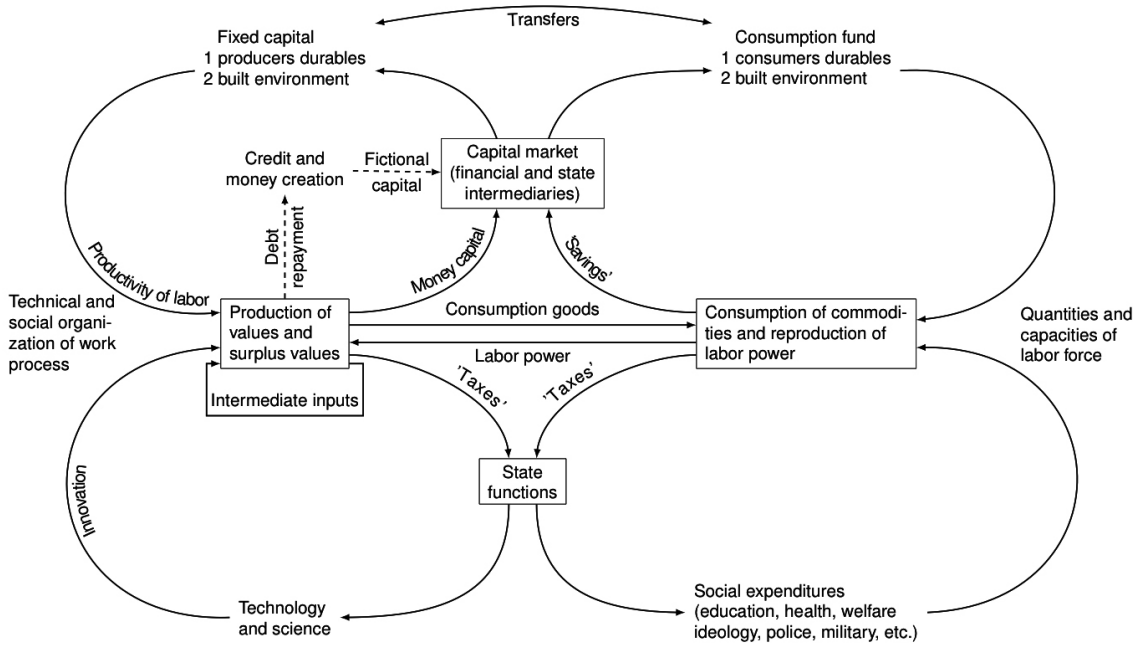 Transfers
Fixed capital
1 producers durables
2 built environment
Consumption fund
1 consumers durables
2 built environment
Capital market
(financial and state
intermediaries)
Credit and
money creation
Fictional
capital
Debt
repayment
Money capital
'Savings'
Productivity of labor
Technical and
social organi-
zation of work
process
Production of
values and
surplus values
Consumption goods
Labor power
Consumption of commodi-
ties and reproduction of
labor power
Quantities and
capacities of
labor force
Intermediate inputs
'Taxes'
'Taxes'
State
functions
Innovation
Technology
and science
Social expenditures
(education, health, welfare
ideology, police, military, etc.)